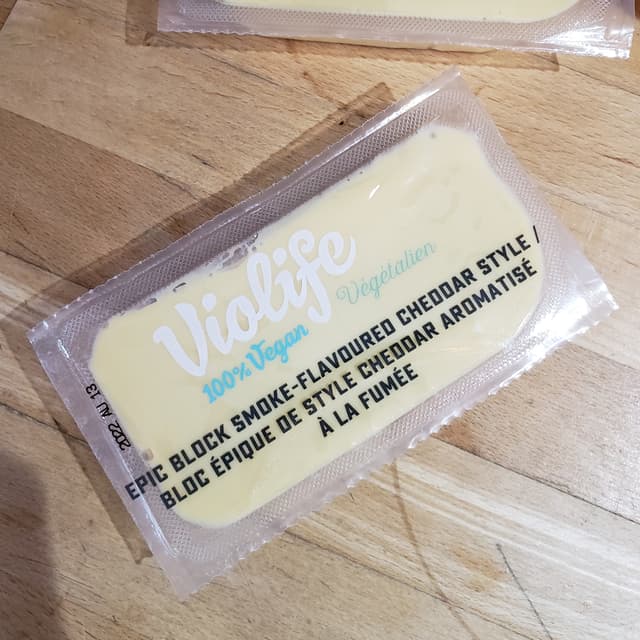 Violife
100% Vegan
Végétalien
EPIC BLOCK SMOKE-FLAVOURED CHEDDAR STYLE /
BLOC ÉPIQUE DE STYLE CHEDDAR AROMATISÉ
À LA FUMÉE
2022 AU 13